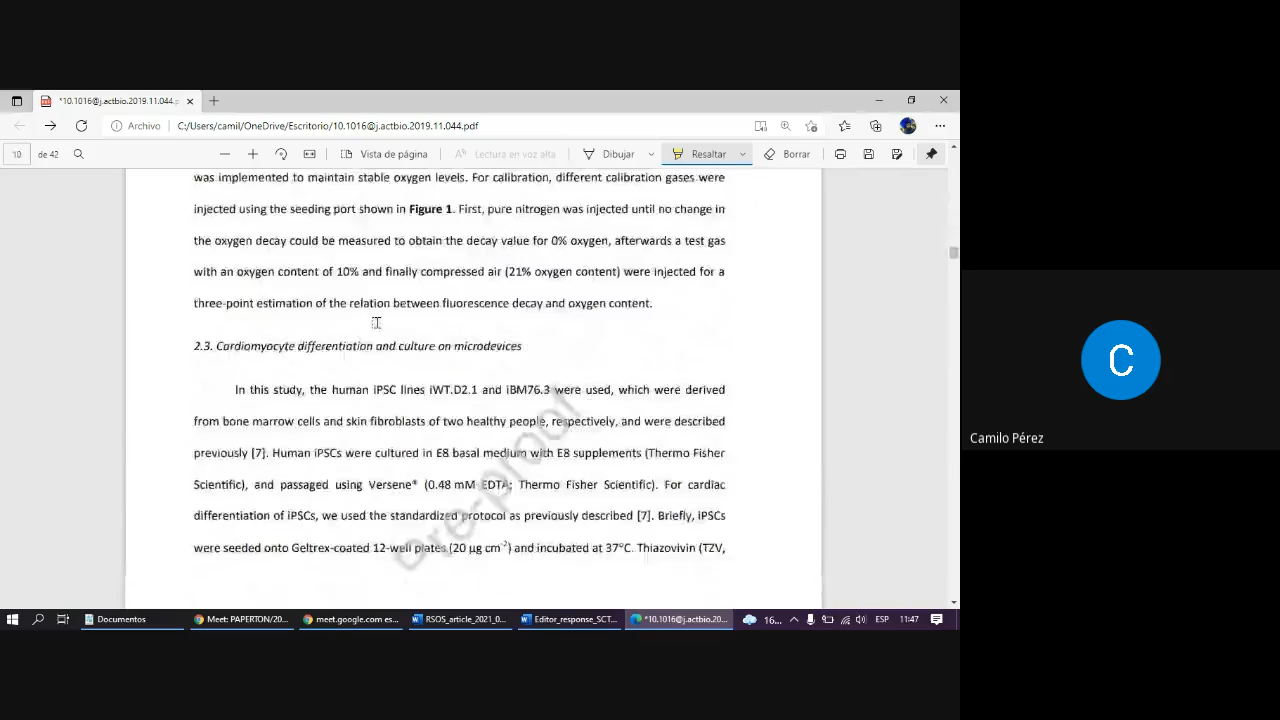 *10.1016@j.actbio.2019.11.044.p
Archivo
C:/Users/camil/OneDrive/Escritorio/10.1016@j.actbio.2019.11.044.pdf
10 de 42
Vista de página
Lectura en voz alta
Dibujar
Resaltar
Borrar
was implemented to maintain stable oxygen levels. For calibration, different calibration gases were
injected using the seeding port shown in Figure 1. First, pure nitrogen was injected until no change in
the oxygen decay could be measured to obtain the decay value for 0% oxygen, afterwards a test gas
with an oxygen content of 10% and finally compressed air (21% oxygen content) were injected for a
three-point estimation of the relation between fluorescence decay and oxygen content.
2.3. Cardiomyocyte differentiation and culture on microdevices
In this study, the human iPSC lines iWT.D2.1 and iBM76.3 were used, which were derived
from bone marrow cells and skin fibroblasts of two healthy people, respectively, and were described
previously [7]. Human iPSCs were cultured in E8 basal medium with E8 supplements (Thermo Fisher
Scientific), and passaged using Versene® (0.48 mM EDTA; Thermo Fisher Scientific). For cardiac
differentiation of iPSCs, we used the standardized protocol as previously described [7]. Briefly, iPSCs
were seeded onto Geltrex-coated 12-well plates (20 µg cm⁻²) and incubated at 37°C. Thiazovivin (TZV,
Pre-proof
C
Camilo Pérez
Documentos
Meet: PAPERTON/20...
meet.google.com es...
RSOS_article_2021_0...
Editor_response_SCT...
*10.1016@j.actbio.20...
16...
ESP
11:47